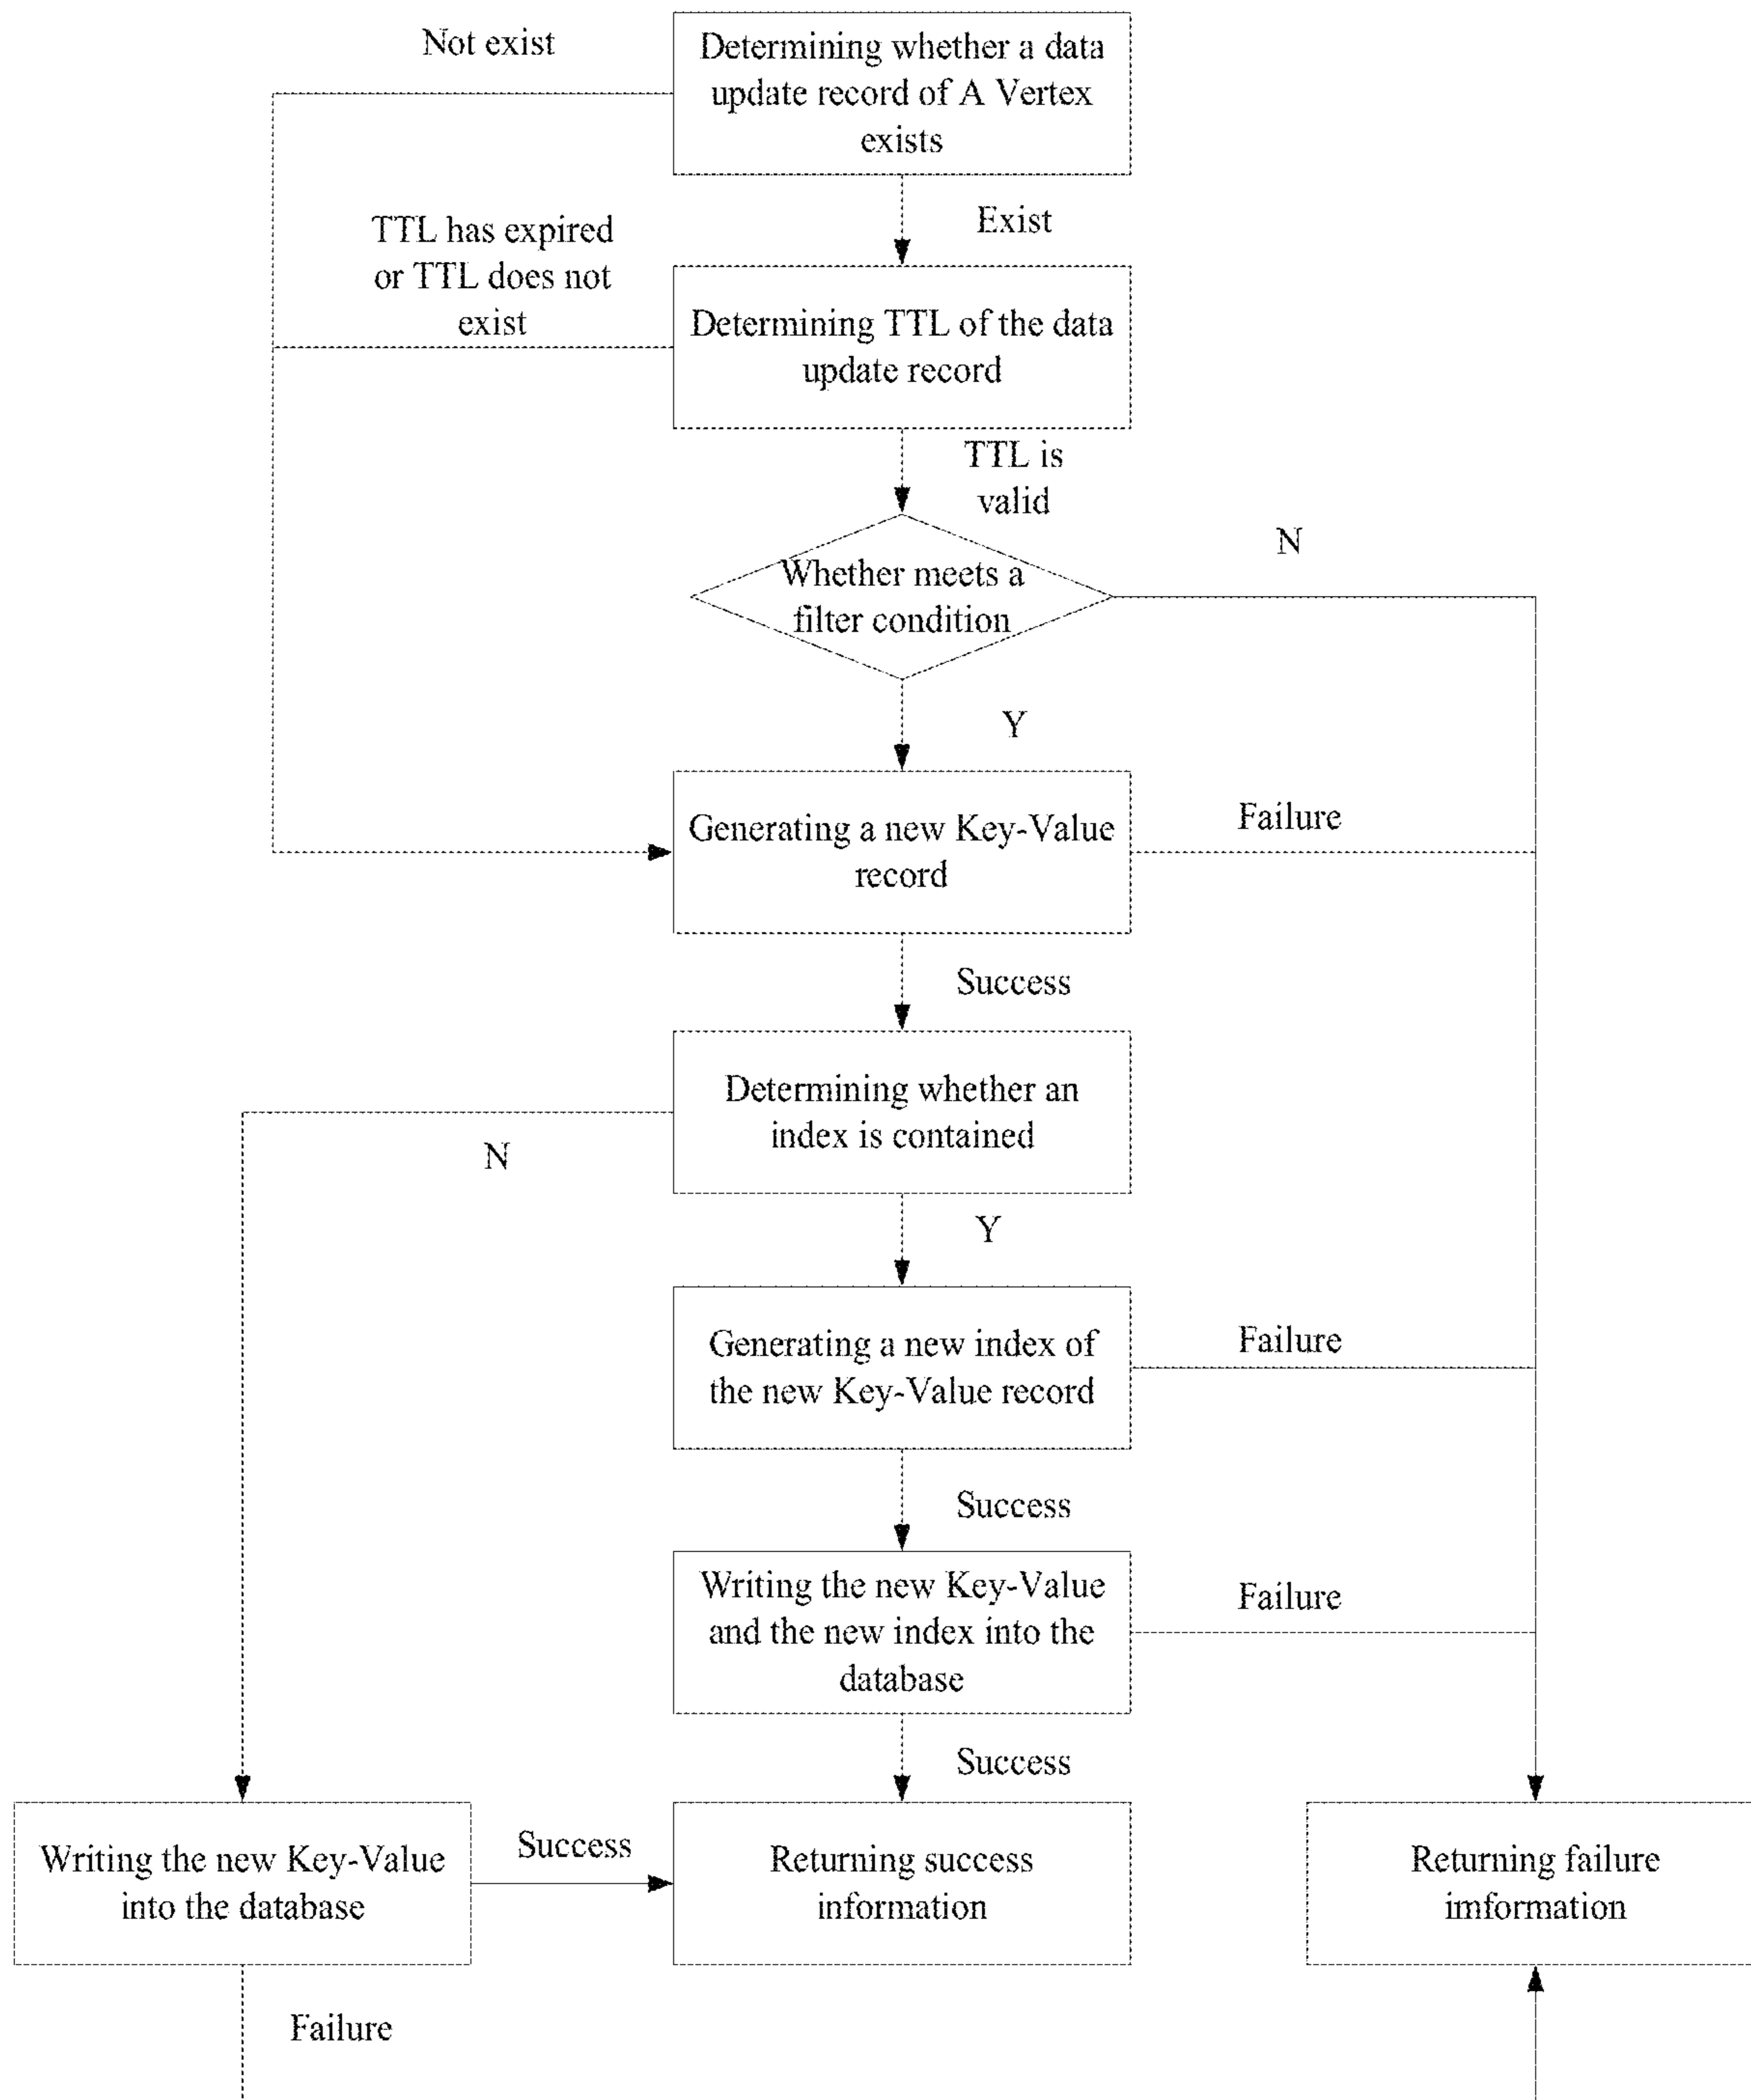 Not exist
Determining whether a data
update record of A Vertex
exists
Exist
TTL has expired
or TTL does not
exist
Determining TTL of the data
update record
TTL is
valid
Whether meets a
filter condition
N
Y
Generating a new Key-Value
record
Failure
Success
Determining whether an
index is contained
N
Y
Generating a new index of
the new Key-Value record
Failure
Success
Writing the new Key-Value
and the new index into the
database
Failure
Success
Writing the new Key-Value
into the database
Success
Returning success
information
Returning failure
imformation
Failure